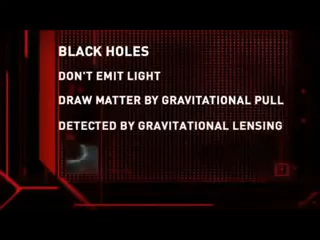 BLACK HOLES
DON'T EMIT LIGHT
DRAW MATTER BY GRAVITATIONAL PULL
DETECTED BY GRAVITATIONAL LENSING